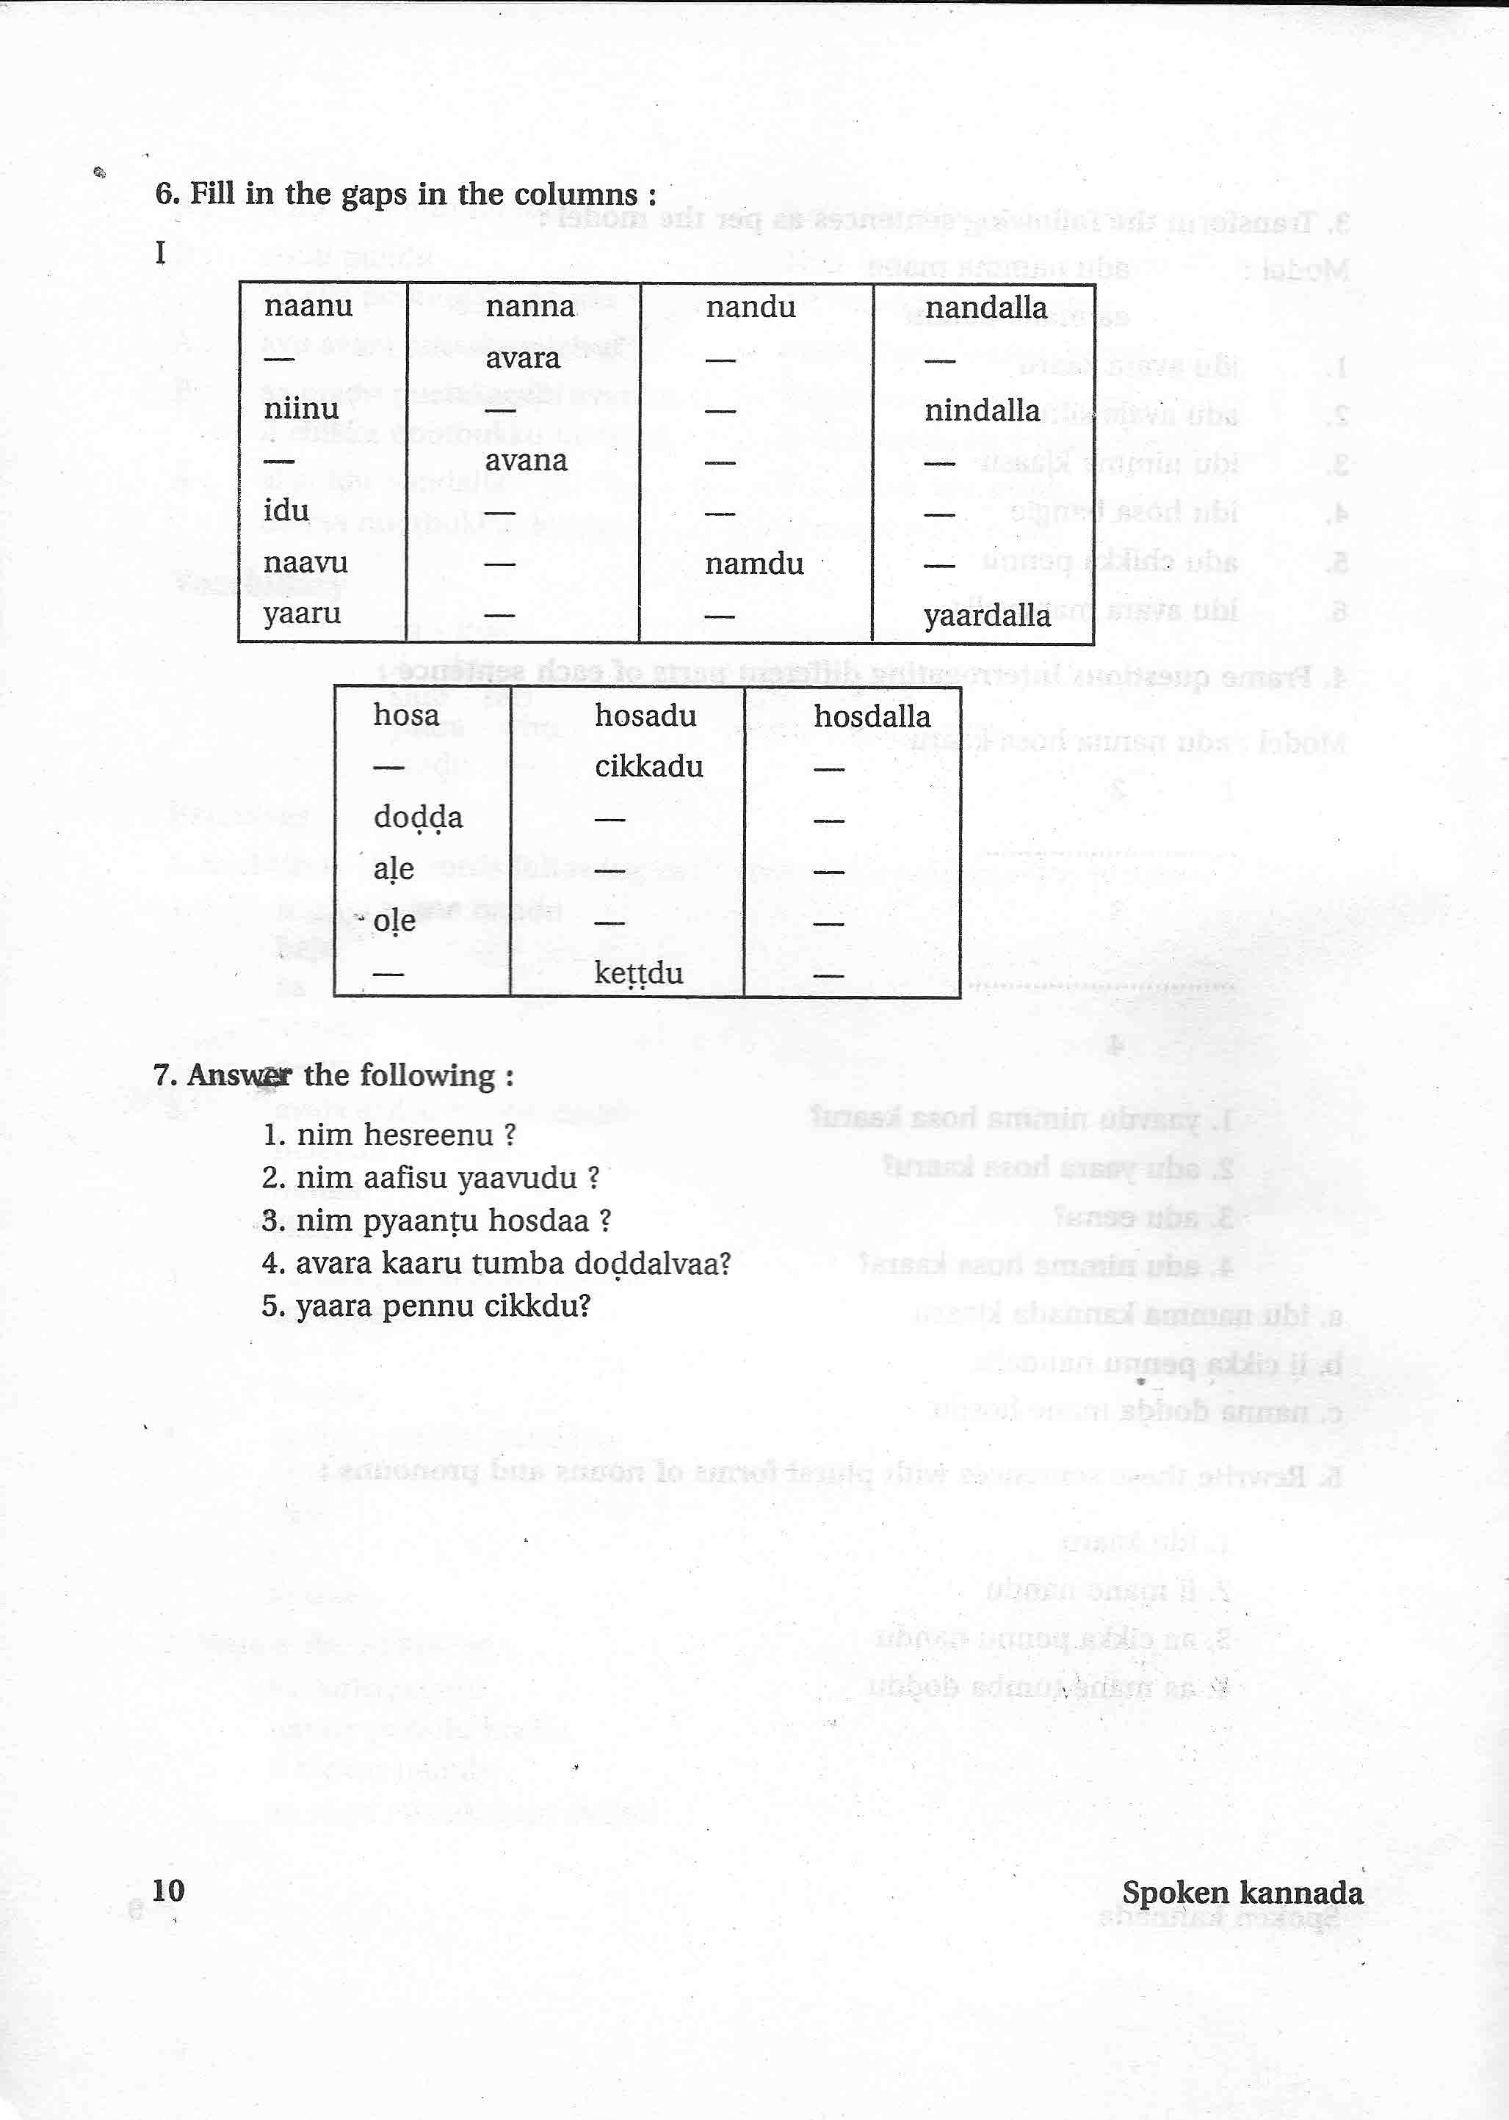 6. Fill in the gaps in the columns :
I
naanu nanna nandu nandalla
— avara — —
niinu — — nindalla
— avana — —
idu — — —
naavu — namdu —
yaaru — — yaardalla
hosa hosadu hosdalla
— cikkadu —
doḍḍa — —
aḷe — —
oḷe — —
— keṭṭdu —
7. Answer the following :
1. nim hesreenu ?
2. nim aafisu yaavudu ?
3. nim pyaanṭu hosdaa ?
4. avara kaaru tumba doḍdalvaa?
5. yaara pennu cikkdu?
10 Spoken kannada